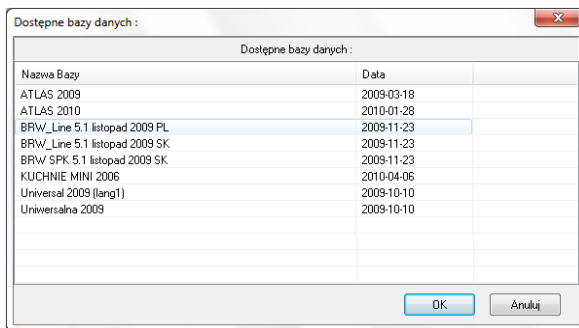 Dostępne bazy danych :
Dostępne bazy danych :
Nazwa Bazy Data
ATLAS 2009 2009-03-18
ATLAS 2010 2010-01-28
BRW_Line 5.1 listopad 2009 PL 2009-11-23
BRW_Line 5.1 listopad 2009 SK 2009-11-23
BRW SPK 5.1 listopad 2009 SK 2009-11-23
KUCHNIE MINI 2006 2010-04-06
Universal 2009 (lang1) 2009-10-10
Uniwersalna 2009 2009-10-10
OK Anuluj